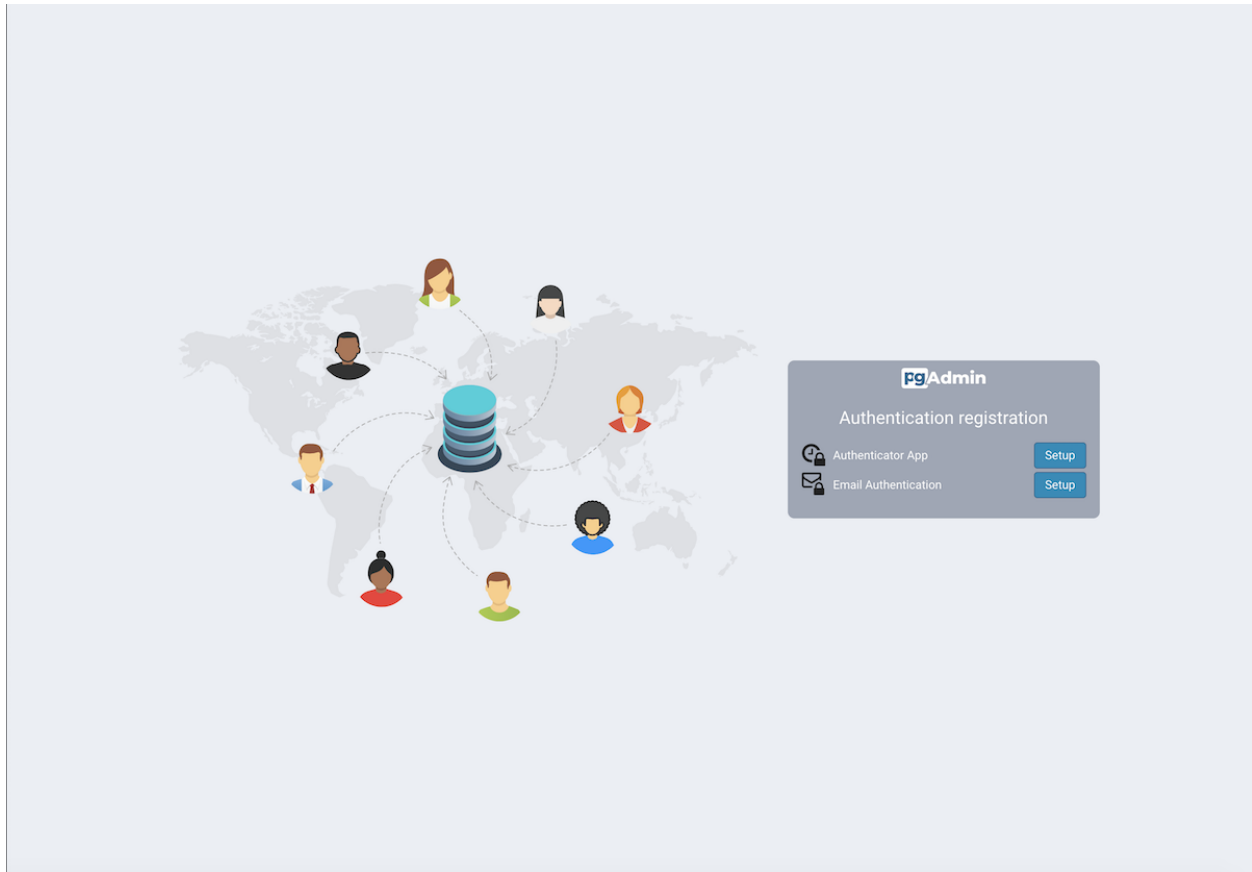 pgAdmin
Authentication registration
Authenticator App Setup
Email Authentication Setup